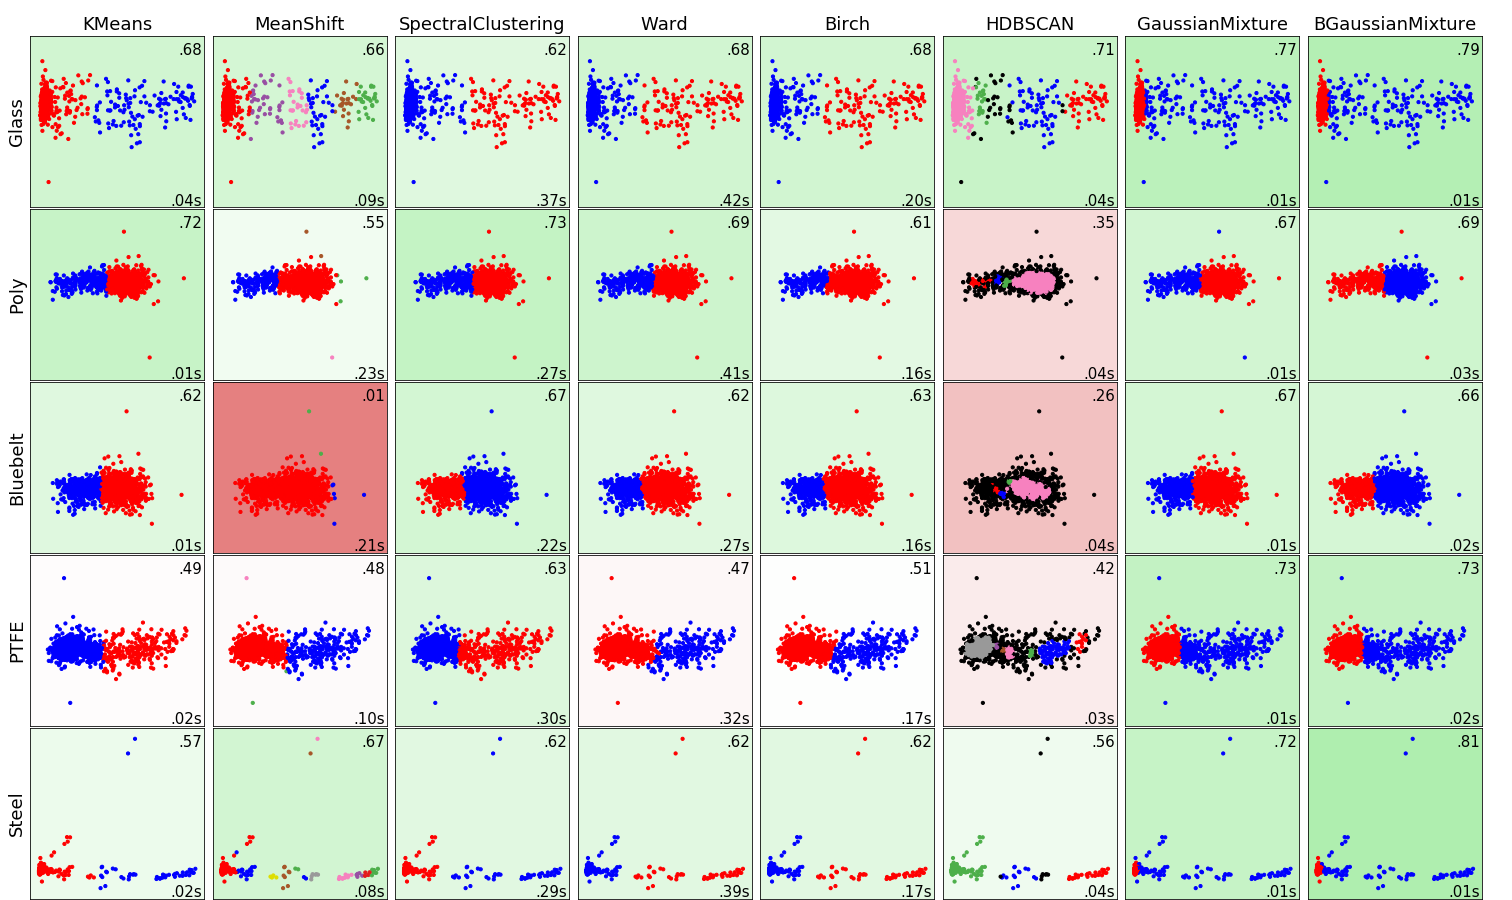 KMeans MeanShift SpectralClustering Ward Birch HDBSCAN GaussianMixture BGaussianMixture
Glass
.68 .66 .62 .68 .68 .71 .77 .79
.04s .09s .37s .42s .20s .04s .01s .01s
Poly
.72 .55 .73 .69 .61 .35 .67 .69
.01s .23s .27s .41s .16s .04s .01s .03s
Bluebelt
.62 .01 .67 .62 .63 .26 .67 .66
.01s .21s .22s .27s .16s .04s .01s .02s
PTFE
.49 .48 .63 .47 .51 .42 .73 .73
.02s .10s .30s .32s .17s .03s .01s .02s
Steel
.57 .67 .62 .62 .62 .56 .72 .81
.02s .08s .29s .39s .17s .04s .01s .01s